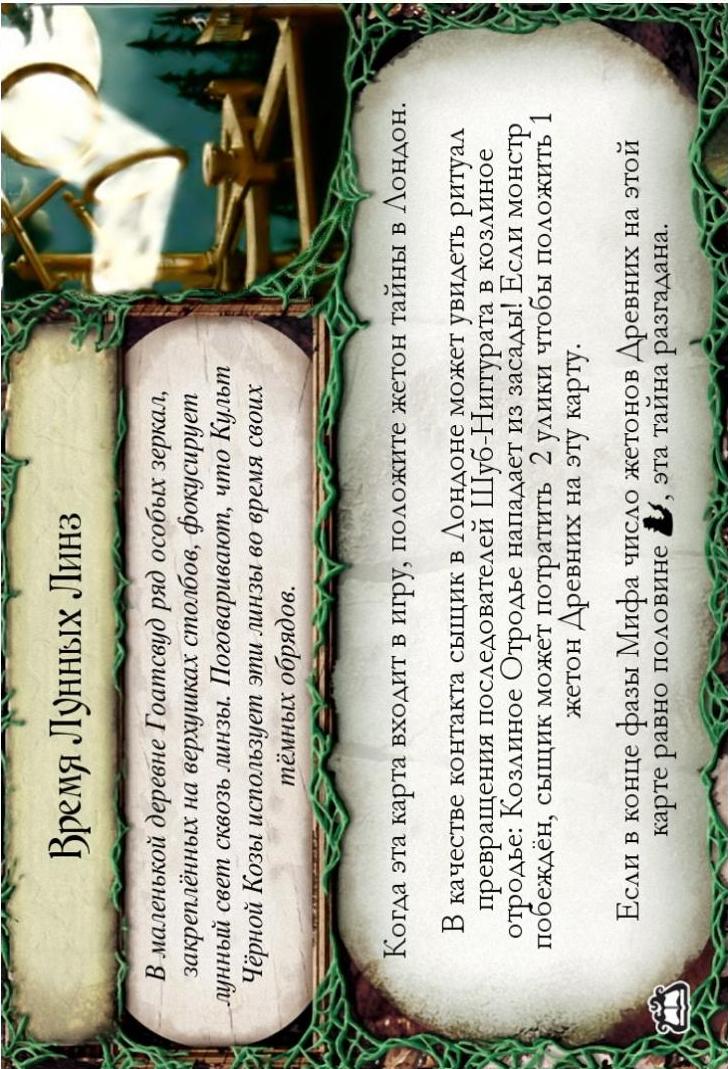 Время Лунных Линз
В маленькой деревне Гоатсвуд ряд особых зеркал,
закреплённых на верхушках столбов, фокусирует
лунный свет сквозь линзы. Поговаривают, что Культ
Чёрной Козы использует эти линзы во время своих
тёмных обрядов.
Когда эта карта входит в игру, положите жетон тайны в Лондон.
В качестве контакта сыщик в Лондоне может увидеть ритуал
превращения последователей Шуб-Ниггурата в козлиное
отродье: Козлиное Отродье нападает из засады! Если монстр
побеждён, сыщик может потратить 2 улики чтобы положить 1
жетон Древних на эту карту.
Если в конце фазы Мифа число жетонов Древних на этой
карте равно половине , эта тайна разгадана.